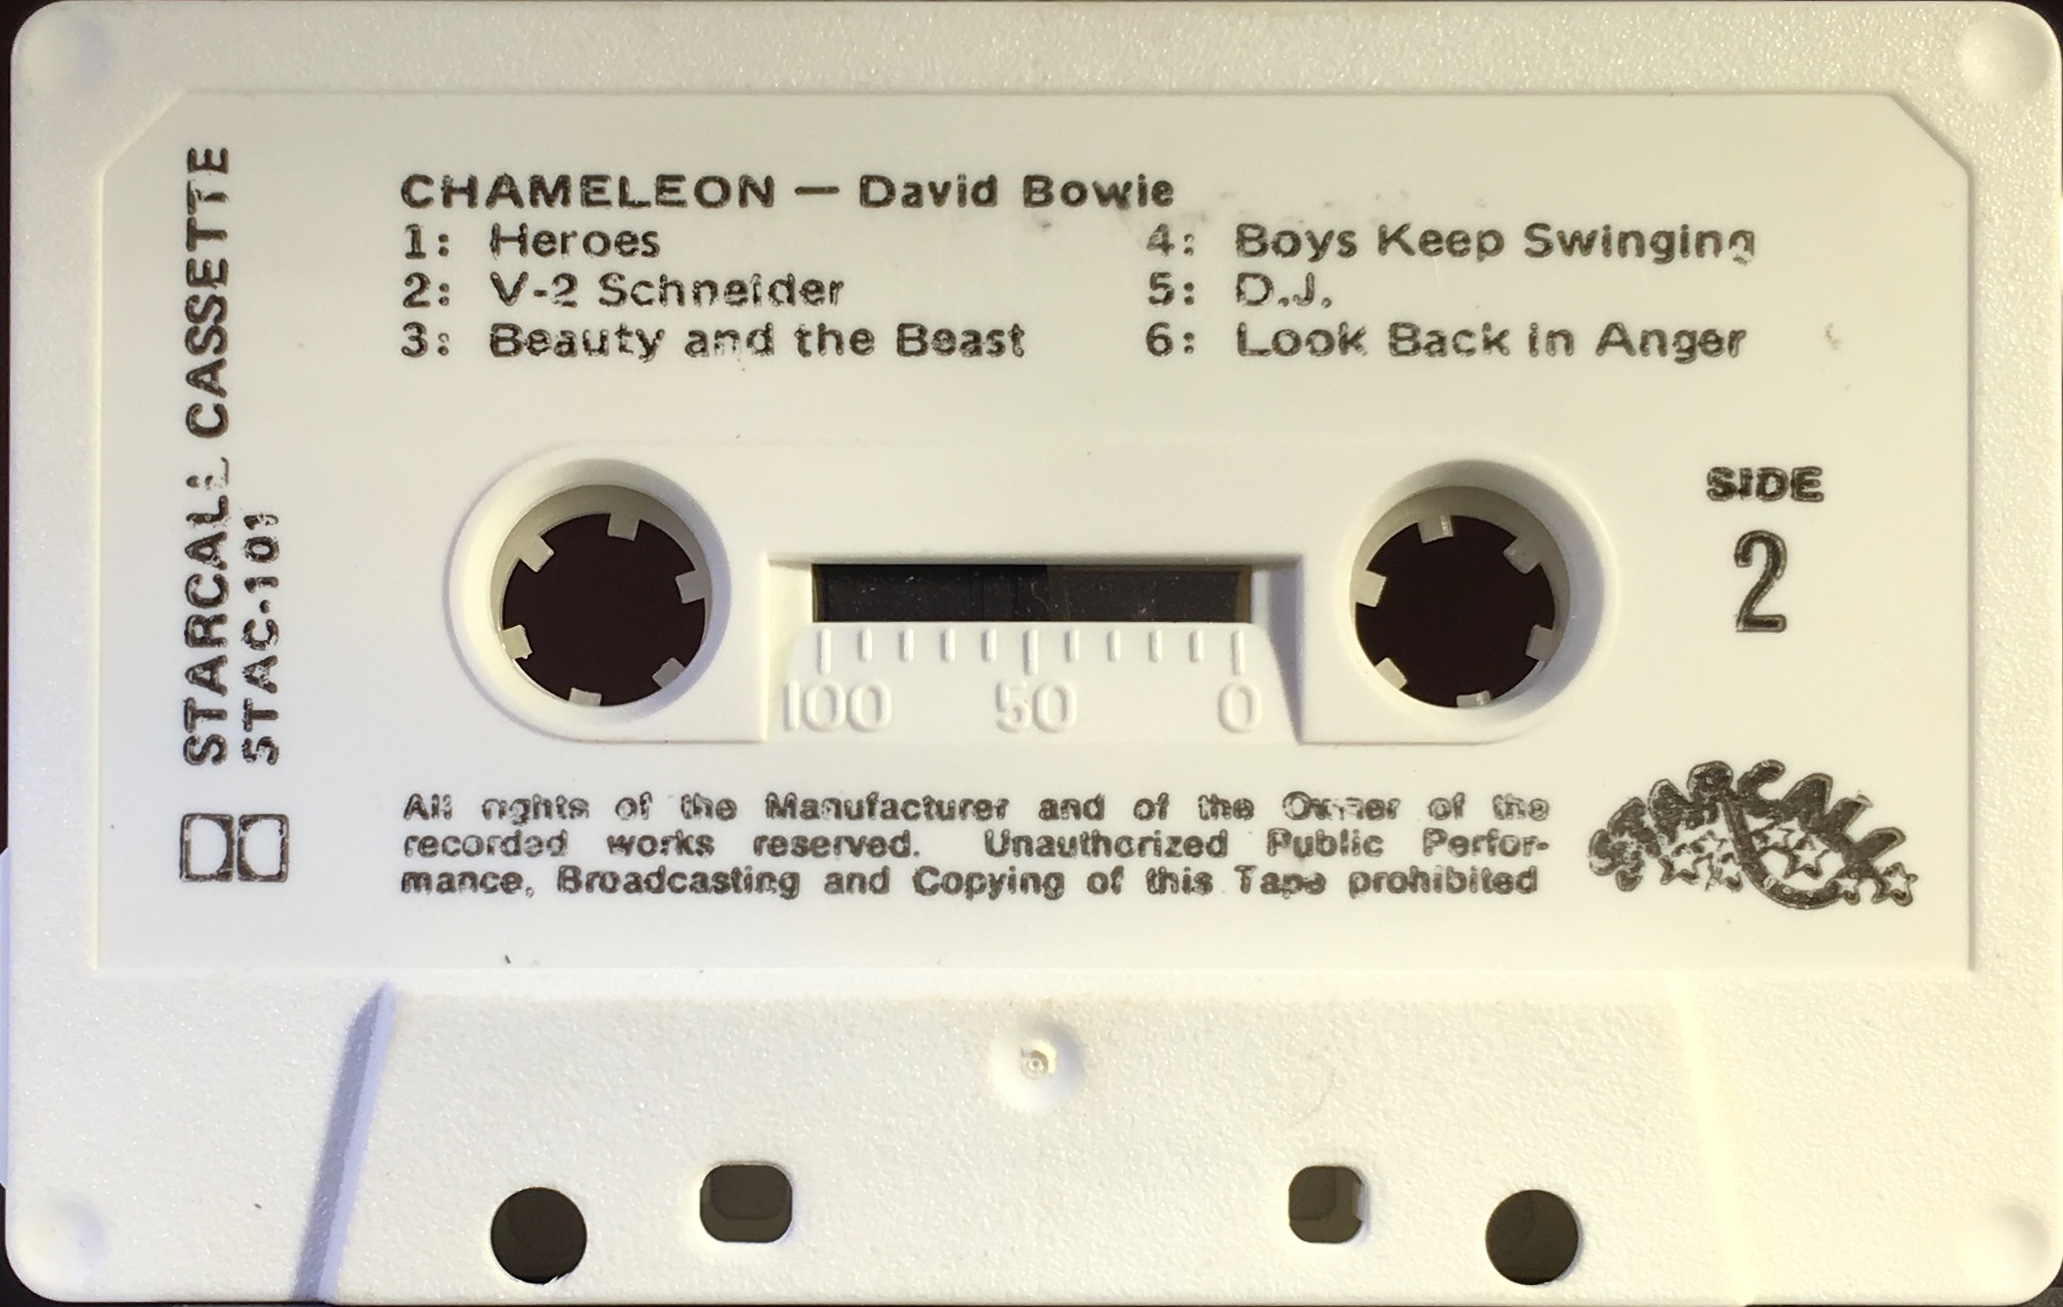 CHAMELEON — David Bowie
1: Heroes
2: V-2 Schneider
3: Beauty and the Beast
4: Boys Keep Swinging
5: D.J.
6: Look Back in Anger
STARCALL CASSETTE
STAC-101
SIDE
2
100 50 0
All rights of the Manufacturer and of the Owner of the
recorded works reserved. Unauthorized Public Perfor-
mance, Broadcasting and Copying of this Tape prohibited
STARCALL